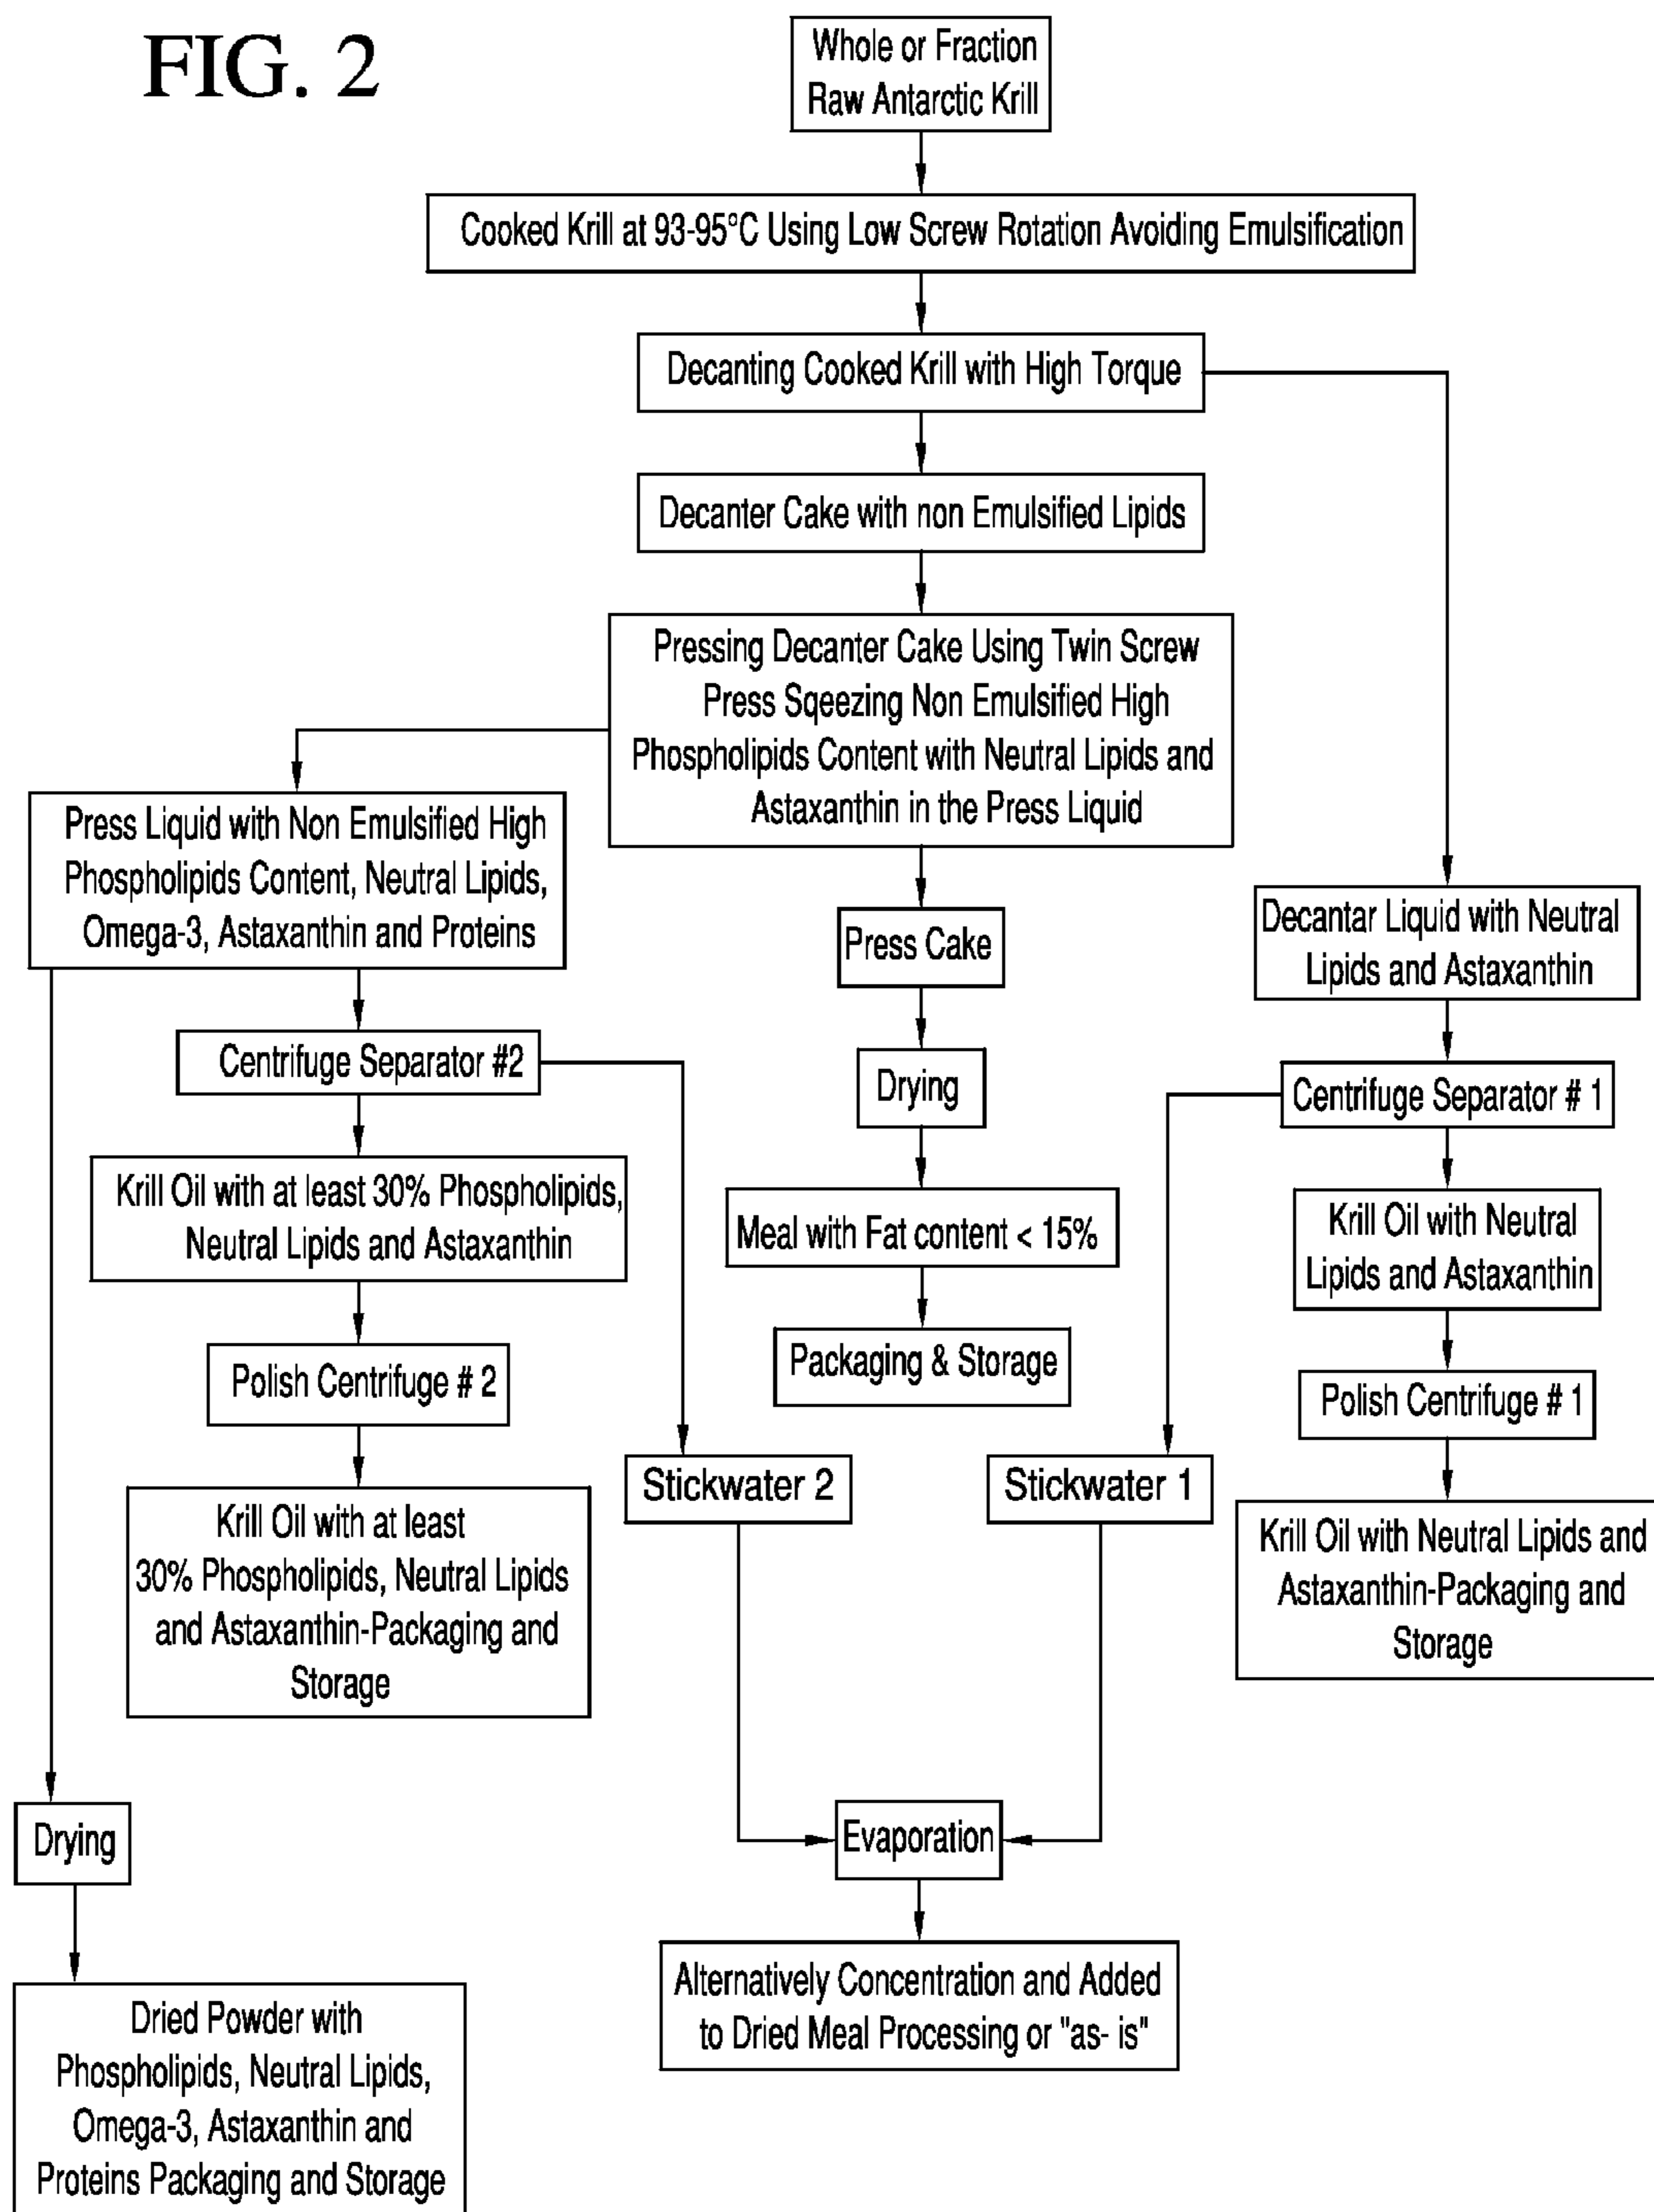 FIG. 2
Whole or Fraction
Raw Antarctic Krill
Cooked Krill at 93-95°C Using Low Screw Rotation Avoiding Emulsification
Decanting Cooked Krill with High Torque
Decanter Cake with non Emulsified Lipids
Pressing Decanter Cake Using Twin Screw
Press Sqeezing Non Emulsified High
Phospholipids Content with Neutral Lipids and
Astaxanthin in the Press Liquid
Press Liquid with Non Emulsified High
Phospholipids Content, Neutral Lipids,
Omega-3, Astaxanthin and Proteins
Press Cake
Decantar Liquid with Neutral
Lipids and Astaxanthin
Centrifuge Separator #2
Drying
Centrifuge Separator # 1
Krill Oil with at least 30% Phospholipids,
Neutral Lipids and Astaxanthin
Meal with Fat content < 15%
Krill Oil with Neutral
Lipids and Astaxanthin
Polish Centrifuge # 2
Packaging & Storage
Polish Centrifuge # 1
Krill Oil with at least
30% Phospholipids, Neutral Lipids
and Astaxanthin-Packaging and
Storage
Stickwater 2
Stickwater 1
Krill Oil with Neutral Lipids and
Astaxanthin-Packaging and
Storage
Drying
Evaporation
Dried Powder with
Phospholipids, Neutral Lipids,
Omega-3, Astaxanthin and
Proteins Packaging and Storage
Alternatively Concentration and Added
to Dried Meal Processing or "as- is"